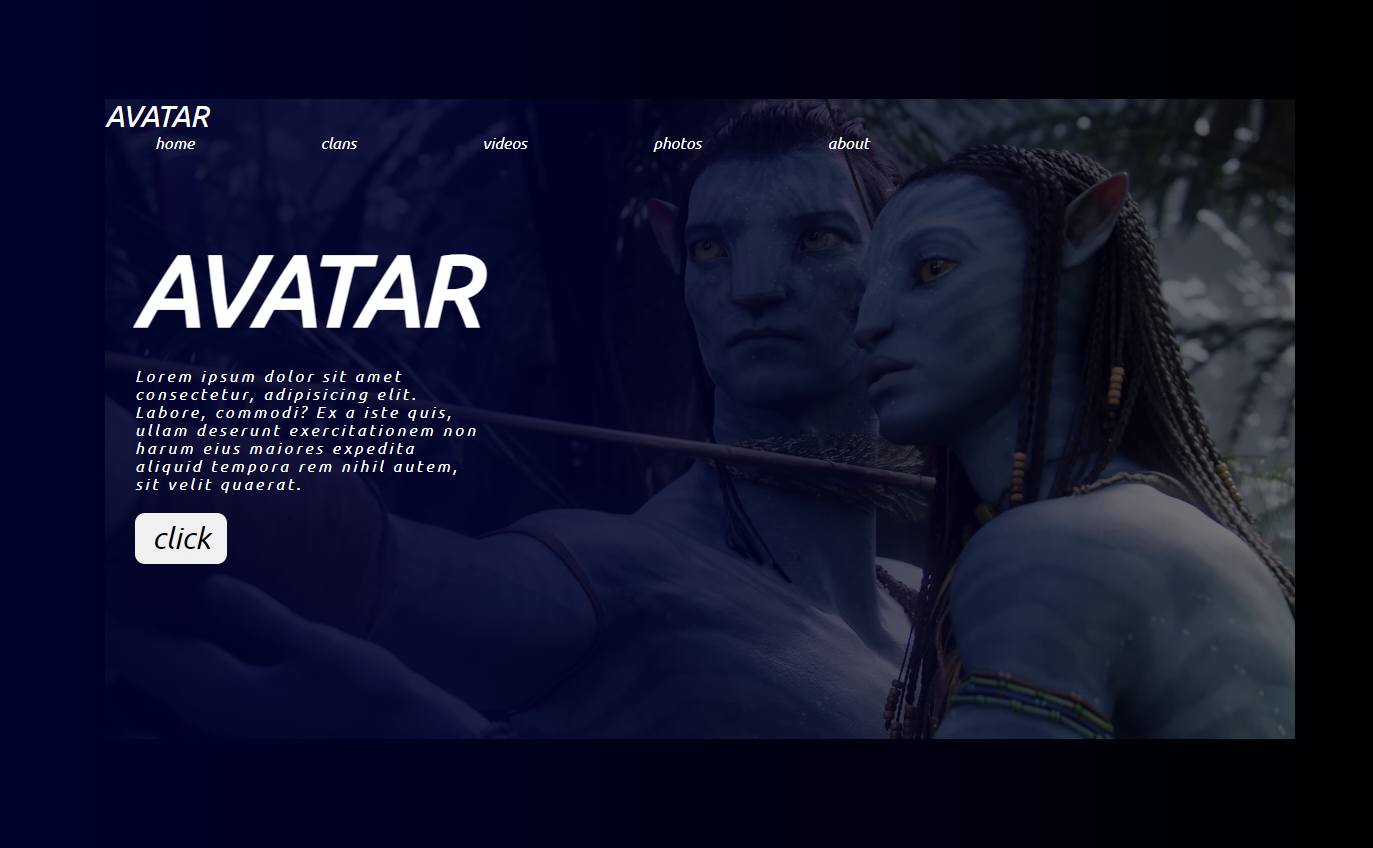 AVATAR
home clans videos photos about
AVATAR
Lorem ipsum dolor sit amet
consectetur, adipisicing elit.
Labore, commodi? Ex a iste quis,
ullam deserunt exercitationem non
harum eius maiores expedita
aliquid tempora rem nihil autem,
sit velit quaerat.
click